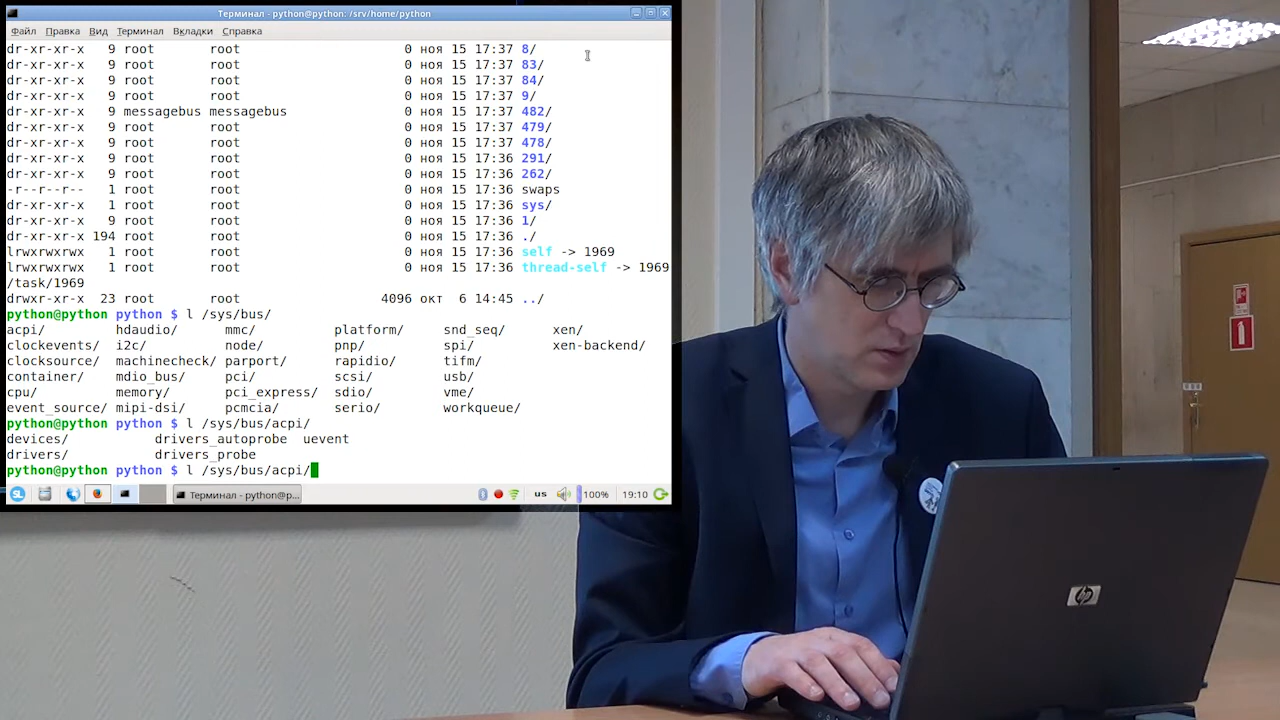 Терминал - python@python: /srv/home/python
Файл Правка Вид Терминал Вкладки Справка
dr-xr-xr-x 9 root root 0 ноя 15 17:37 8/
dr-xr-xr-x 9 root root 0 ноя 15 17:37 83/
dr-xr-xr-x 9 root root 0 ноя 15 17:37 84/
dr-xr-xr-x 9 root root 0 ноя 15 17:37 9/
dr-xr-xr-x 9 messagebus messagebus 0 ноя 15 17:37 482/
dr-xr-xr-x 9 root root 0 ноя 15 17:37 479/
dr-xr-xr-x 9 root root 0 ноя 15 17:37 478/
dr-xr-xr-x 9 root root 0 ноя 15 17:36 291/
dr-xr-xr-x 9 root root 0 ноя 15 17:36 262/
-r--r--r-- 1 root root 0 ноя 15 17:36 swaps
dr-xr-xr-x 1 root root 0 ноя 15 17:36 sys/
dr-xr-xr-x 9 root root 0 ноя 15 17:36 1/
dr-xr-xr-x 194 root root 0 ноя 15 17:36 ./
lrwxrwxrwx 1 root root 0 ноя 15 17:36 self -> 1969
lrwxrwxrwx 1 root root 0 ноя 15 17:36 thread-self -> 1969
/task/1969
drwxr-xr-x 23 root root 4096 окт 6 14:45 ../
python@python python $ l /sys/bus/
acpi/ hdaudio/ mmc/ platform/ snd_seq/ xen/
clockevents/ i2c/ node/ pnp/ spi/ xen-backend/
clocksource/ machinecheck/ parport/ rapidio/ tifm/
container/ mdio_bus/ pci/ scsi/ usb/
cpu/ memory/ pci_express/ sdio/ vme/
event_source/ mipi-dsi/ pcmcia/ serio/ workqueue/
python@python python $ l /sys/bus/acpi/
devices/ drivers_autoprobe uevent
drivers/ drivers_probe
python@python python $ l /sys/bus/acpi/
Терминал - python@p... us 100% 19:10
hp